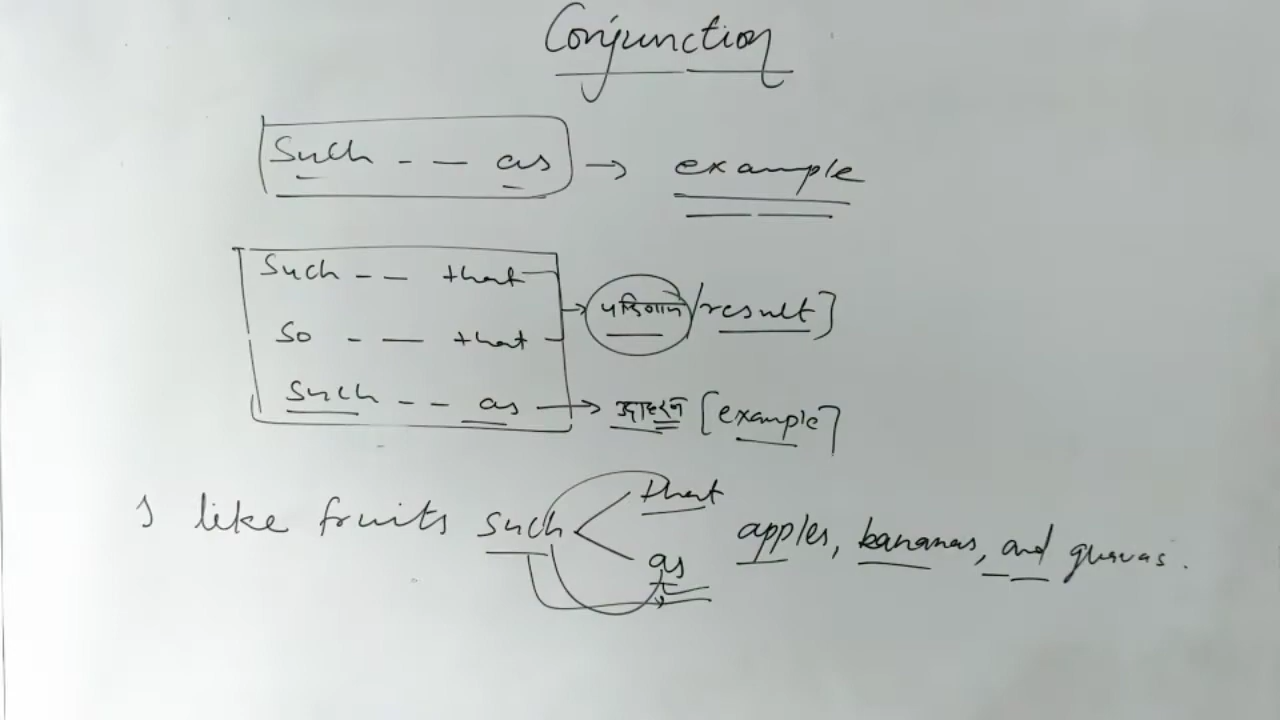 Conjunction
Such - - as → example
Such - - that
So - - that → परिणाम / result]
Such - - as → उदाहरण [example]
I like fruits such < that / as apples, bananas, and guavas.